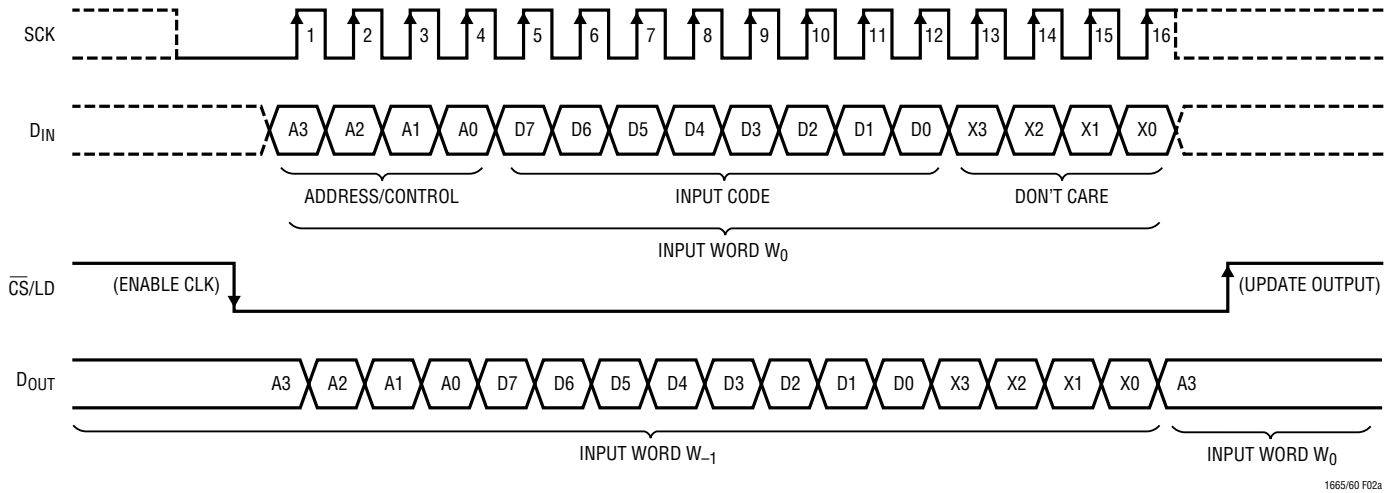 SCK 1 2 3 4 5 6 7 8 9 10 11 12 13 14 15 16
DIN A3 A2 A1 A0 D7 D6 D5 D4 D3 D2 D1 D0 X3 X2 X1 X0
ADDRESS/CONTROL INPUT CODE DON'T CARE
INPUT WORD W0
C̅S̅/LD (ENABLE CLK) (UPDATE OUTPUT)
DOUT A3 A2 A1 A0 D7 D6 D5 D4 D3 D2 D1 D0 X3 X2 X1 X0 A3
INPUT WORD W–1 INPUT WORD W0
1665/60 F02a